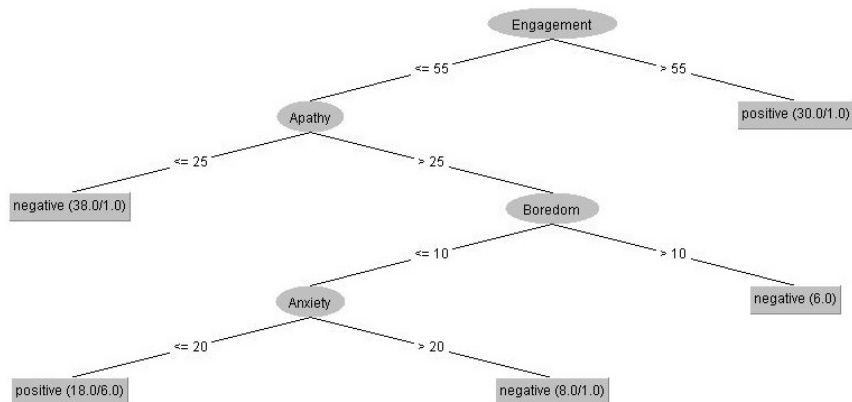 Engagement
<= 55
> 55
Apathy
positive (30.0/1.0)
<= 25
> 25
negative (38.0/1.0)
Boredom
<= 10
> 10
Anxiety
negative (6.0)
<= 20
> 20
positive (18.0/6.0)
negative (8.0/1.0)